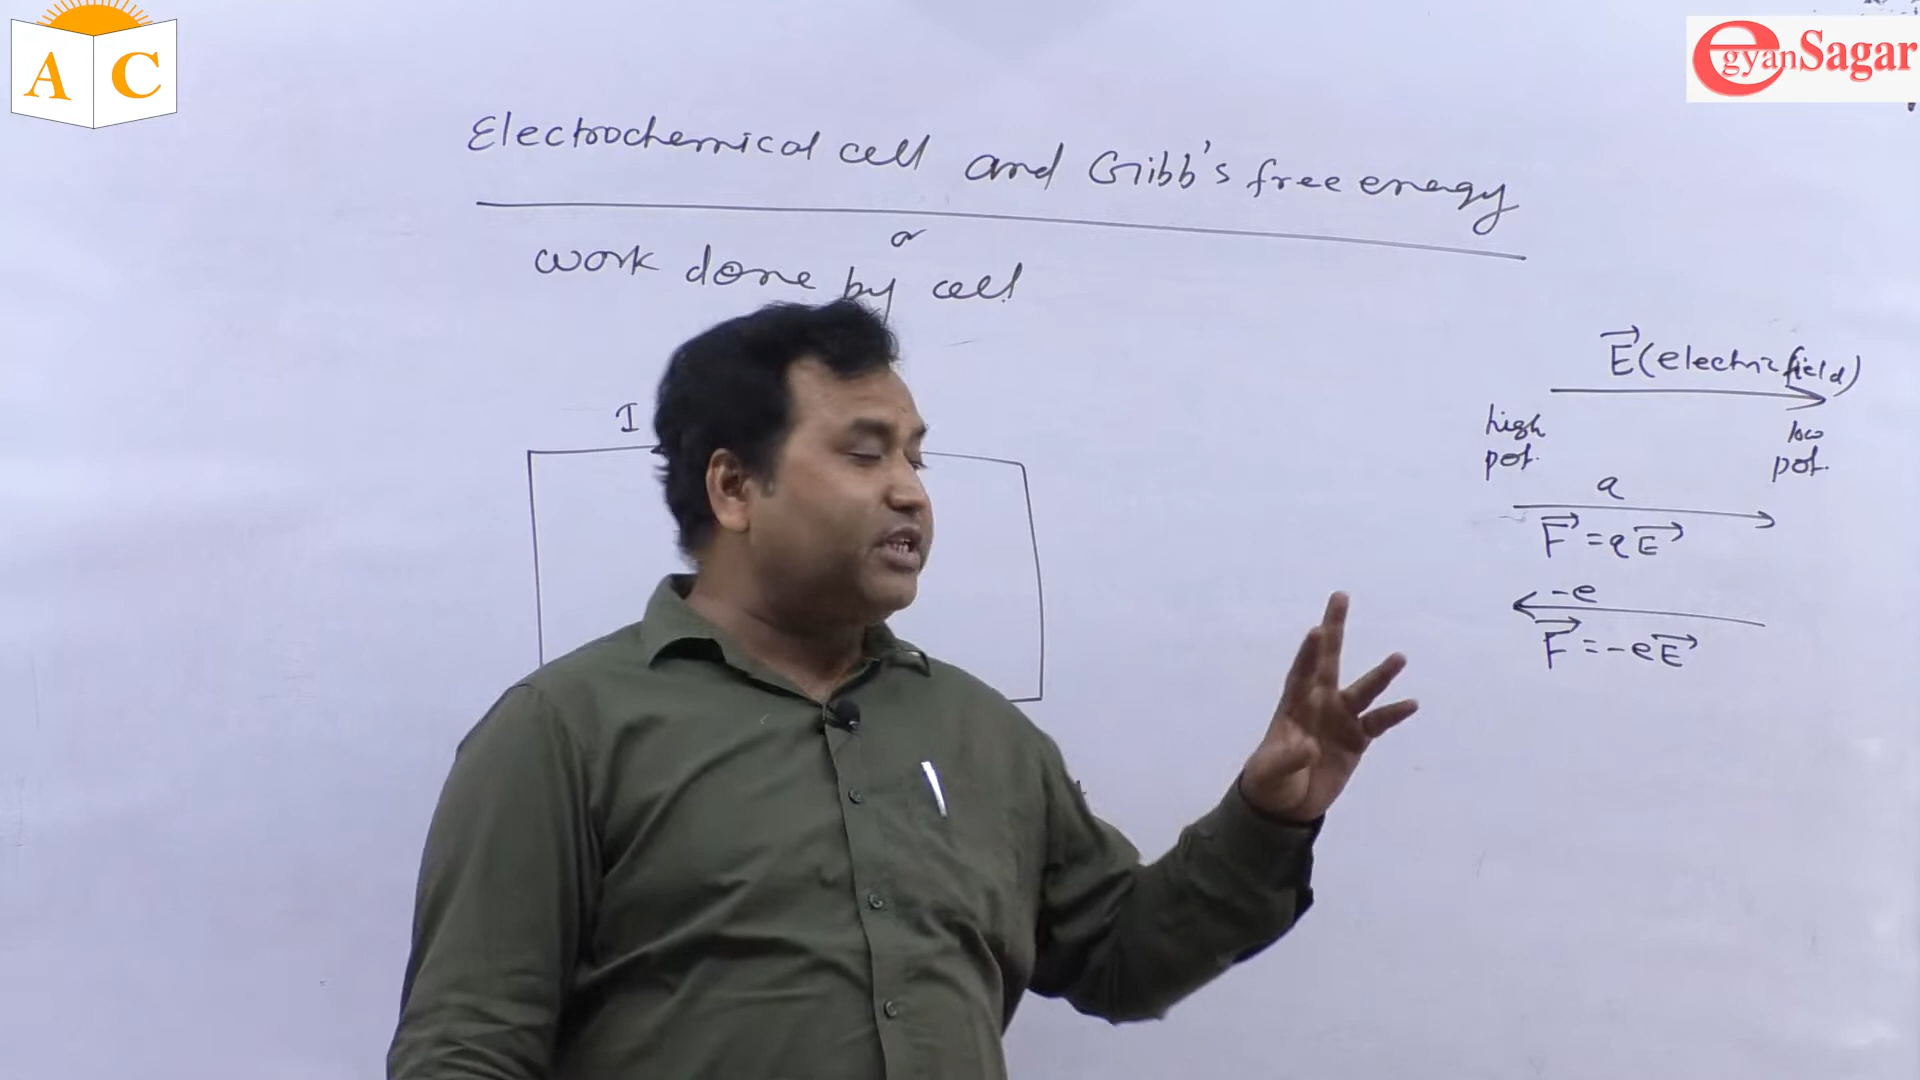 A C
egyanSagar
Electrochemical cell and Gibb's free energy
or
work done by cell
I
E(electric field)
high low
pot. pot.
q
F = qE
-e
F = -eE